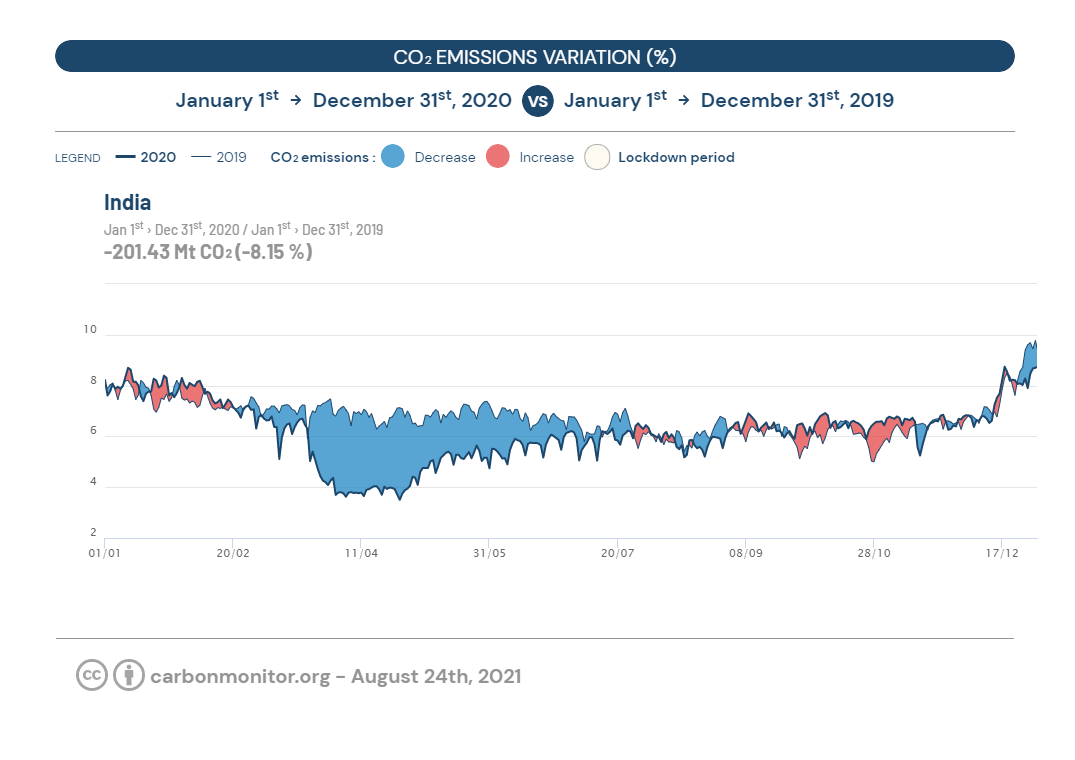 CO₂ EMISSIONS VARIATION (%)
January 1st → December 31st, 2020 VS January 1st → December 31st, 2019
LEGEND 2020 2019 CO₂ emissions : Decrease Increase Lockdown period
India
Jan 1st › Dec 31st, 2020 / Jan 1st › Dec 31st, 2019
-201.43 Mt CO₂ (-8.15 %)
10
8
6
4
2
01/01 20/02 11/04 31/05 20/07 08/09 28/10 17/12
cc carbonmonitor.org – August 24th, 2021